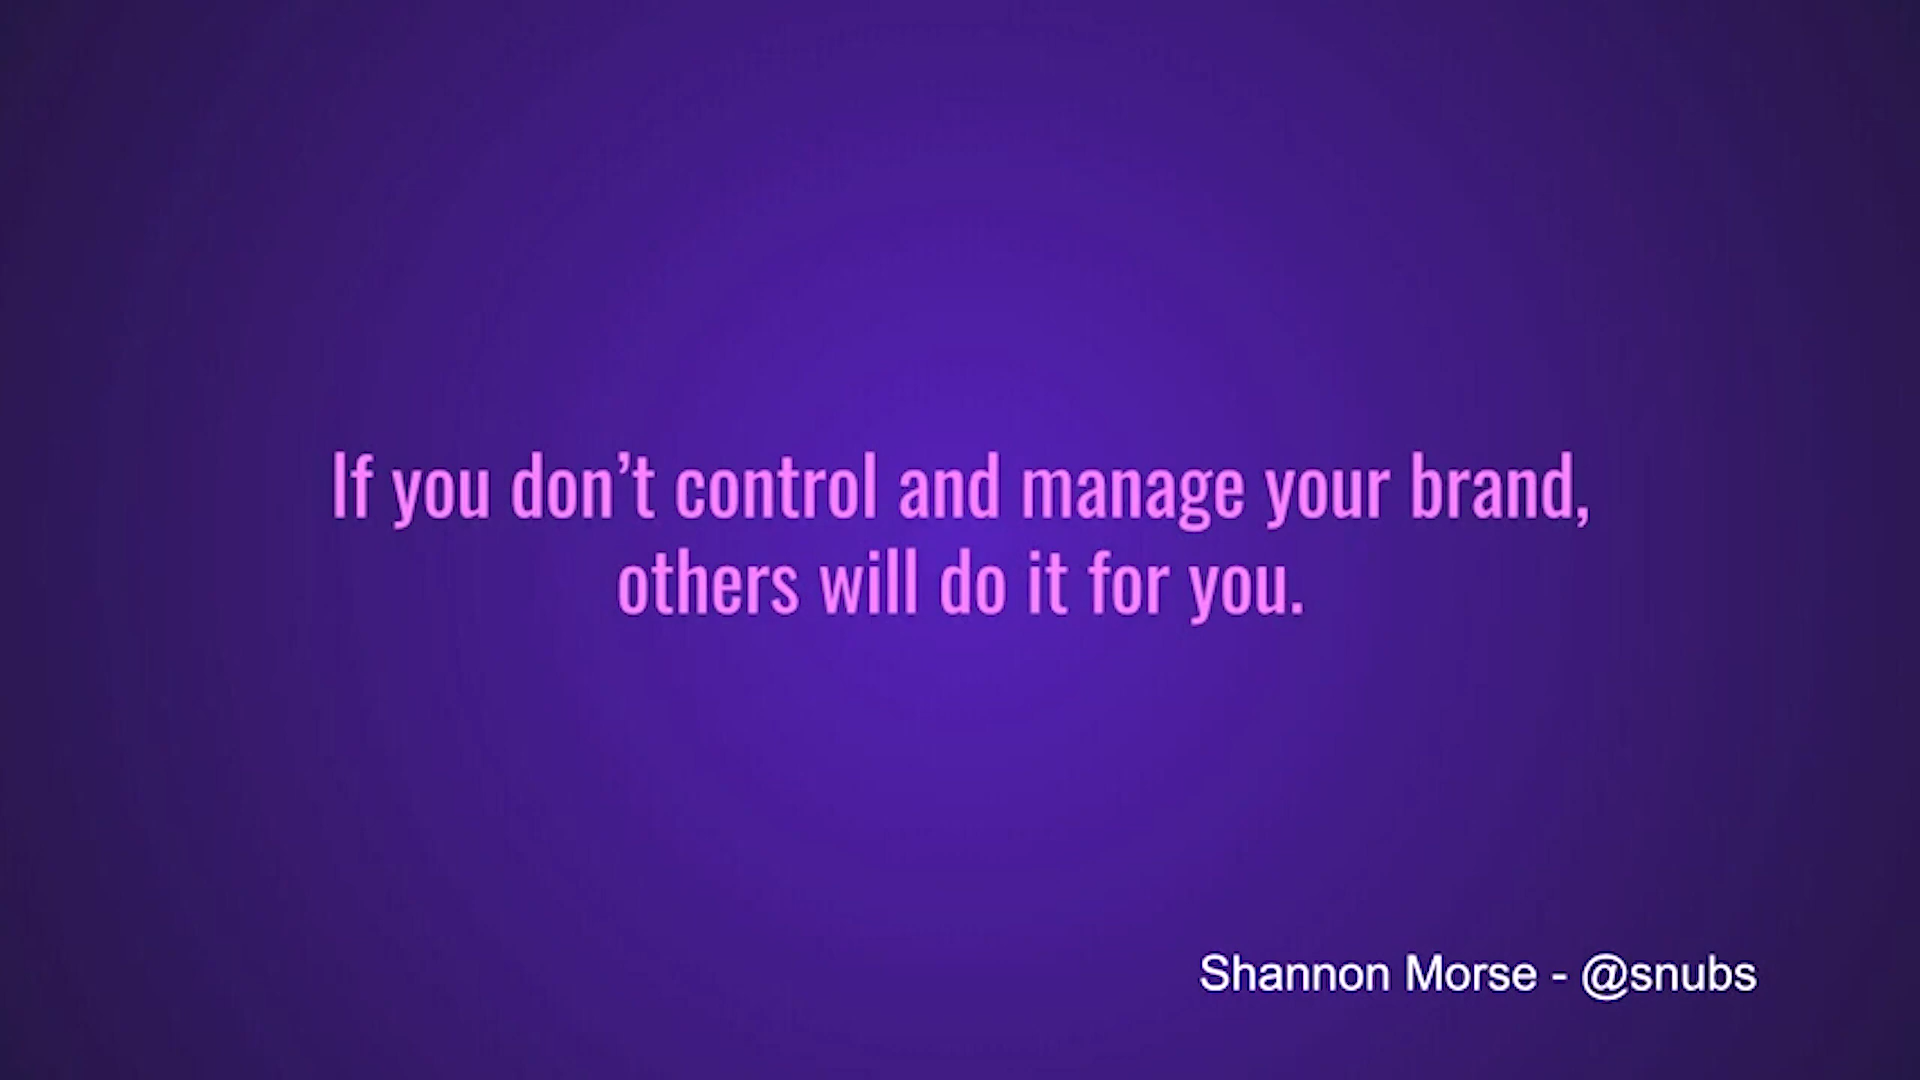 If you don’t control and manage your brand,
others will do it for you.
Shannon Morse - @snubs